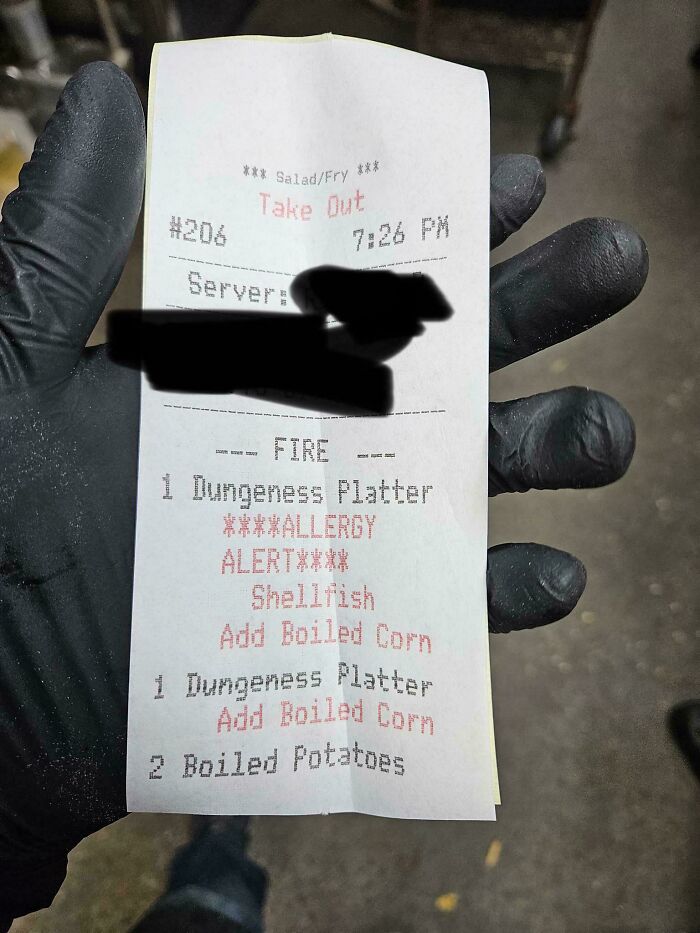 *** Salad/Fry ***
Take Out
#206 7:26 PM
Server:
--- FIRE ---
1 Dungeness Platter
****ALLERGY
ALERT****
Shellfish
Add Boiled Corn
1 Dungeness Platter
Add Boiled Corn
2 Boiled Potatoes